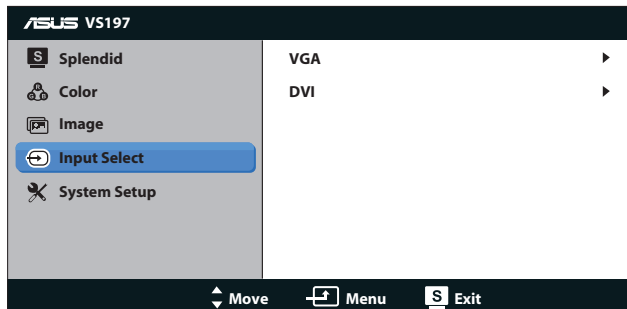 ASUS VS197
S Splendid
Color
Image
Input Select
System Setup
VGA
DVI
Move Menu S Exit